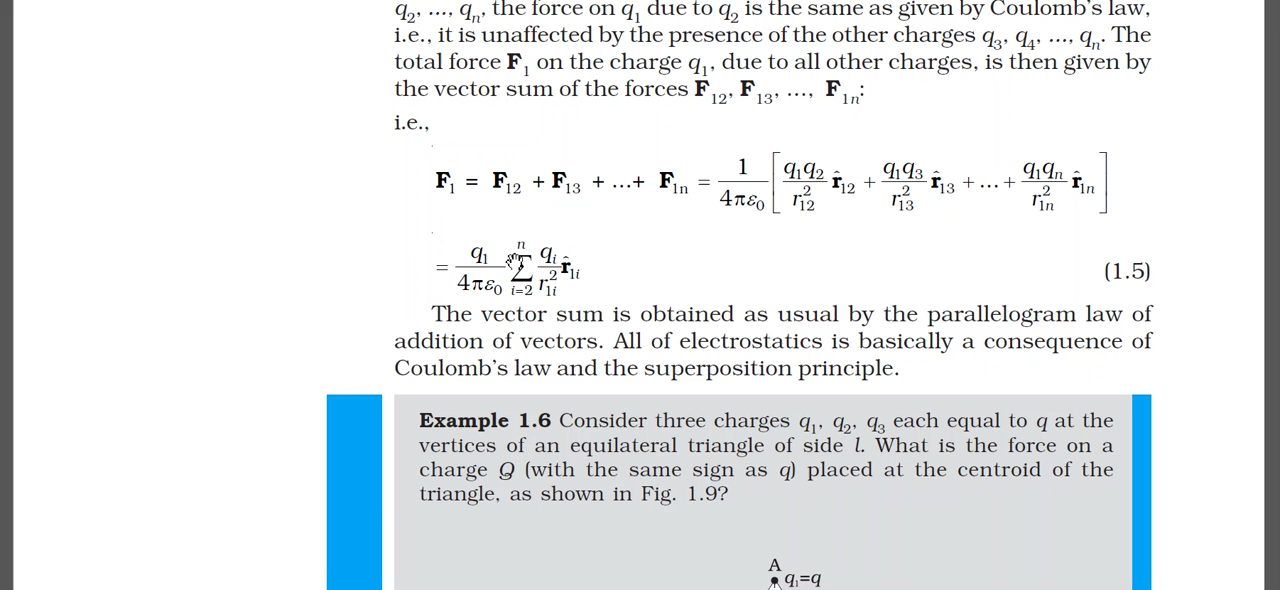 q₂, ..., qₙ, the force on q₁ due to q₂ is the same as given by Coulomb's law,
i.e., it is unaffected by the presence of the other charges q₃, q₄, ..., qₙ. The
total force F₁ on the charge q₁, due to all other charges, is then given by
the vector sum of the forces F₁₂, F₁₃, ..., F₁ₙ:
i.e.,
F₁ = F₁₂ + F₁₃ + ...+ F₁ₙ = 1/4πε₀ [ q₁q₂/r₁₂² r̂₁₂ + q₁q₃/r₁₃² r̂₁₃ + ... + q₁qₙ/r₁ₙ² r̂₁ₙ ]
= q₁/4πε₀ ∑ᵢ₌₂ⁿ qᵢ/r₁ᵢ² r̂₁ᵢ (1.5)
The vector sum is obtained as usual by the parallelogram law of
addition of vectors. All of electrostatics is basically a consequence of
Coulomb's law and the superposition principle.
Example 1.6 Consider three charges q₁, q₂, q₃ each equal to q at the
vertices of an equilateral triangle of side l. What is the force on a
charge Q (with the same sign as q) placed at the centroid of the
triangle, as shown in Fig. 1.9?
A
q₁=q